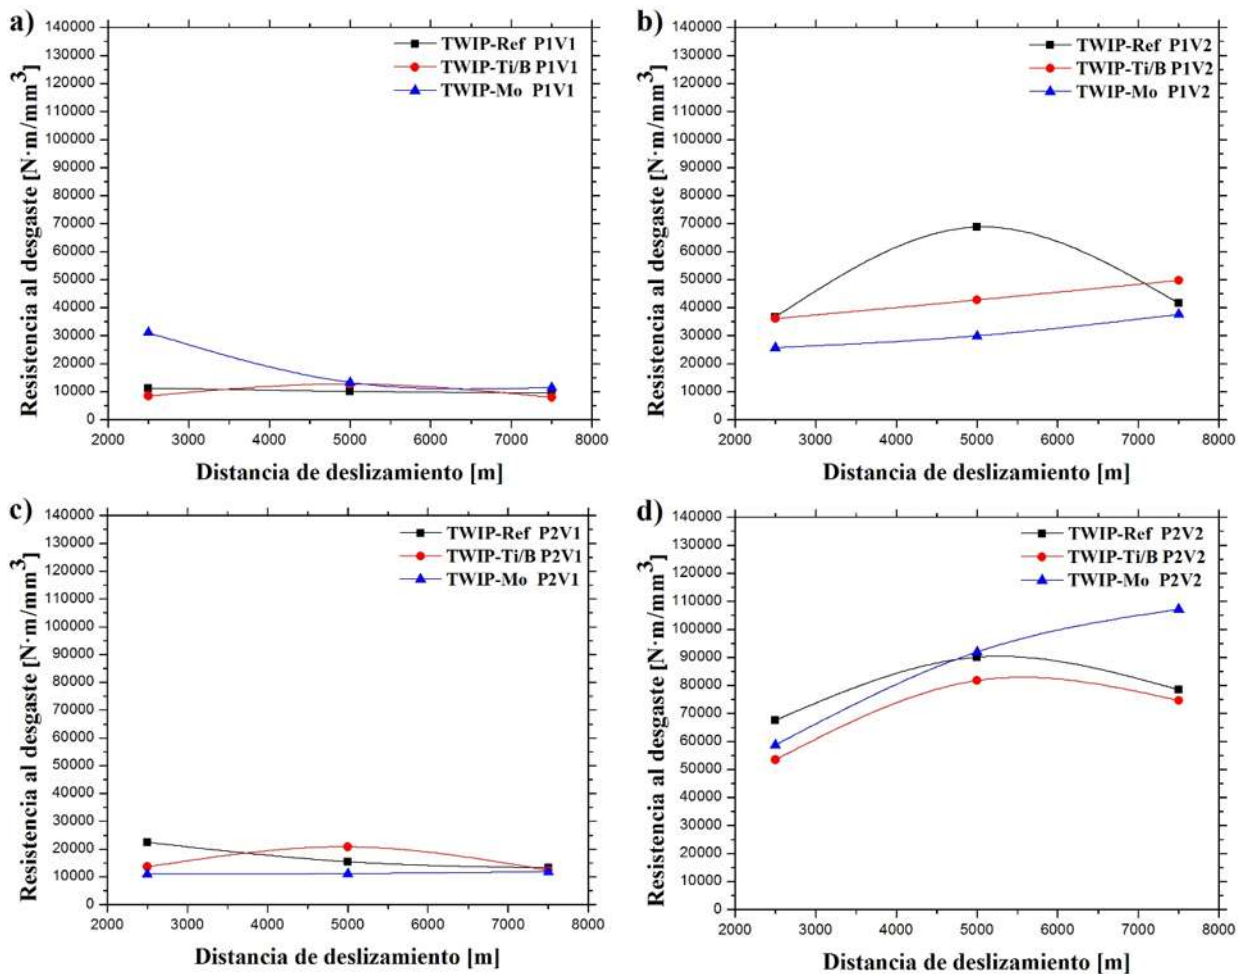 a)
Resistencia al desgaste [N·m/mm³]
140000
130000
120000
110000
100000
90000
80000
70000
60000
50000
40000
30000
20000
10000
0
TWIP-Ref P1V1
TWIP-Ti/B P1V1
TWIP-Mo P1V1
2000 3000 4000 5000 6000 7000 8000
Distancia de deslizamiento [m]
b)
Resistencia al desgaste [N·m/mm³]
140000
130000
120000
110000
100000
90000
80000
70000
60000
50000
40000
30000
20000
10000
0
TWIP-Ref P1V2
TWIP-Ti/B P1V2
TWIP-Mo P1V2
2000 3000 4000 5000 6000 7000 8000
Distancia de deslizamiento [m]
c)
Resistencia al desgaste [N·m/mm³]
140000
130000
120000
110000
100000
90000
80000
70000
60000
50000
40000
30000
20000
10000
0
TWIP-Ref P2V1
TWIP-Ti/B P2V1
TWIP-Mo P2V1
2000 3000 4000 5000 6000 7000 8000
Distancia de deslizamiento [m]
d)
Resistencia al desgaste [N·m/mm³]
140000
130000
120000
110000
100000
90000
80000
70000
60000
50000
40000
30000
20000
10000
0
TWIP-Ref P2V2
TWIP-Ti/B P2V2
TWIP-Mo P2V2
2000 3000 4000 5000 6000 7000 8000
Distancia de deslizamiento [m]